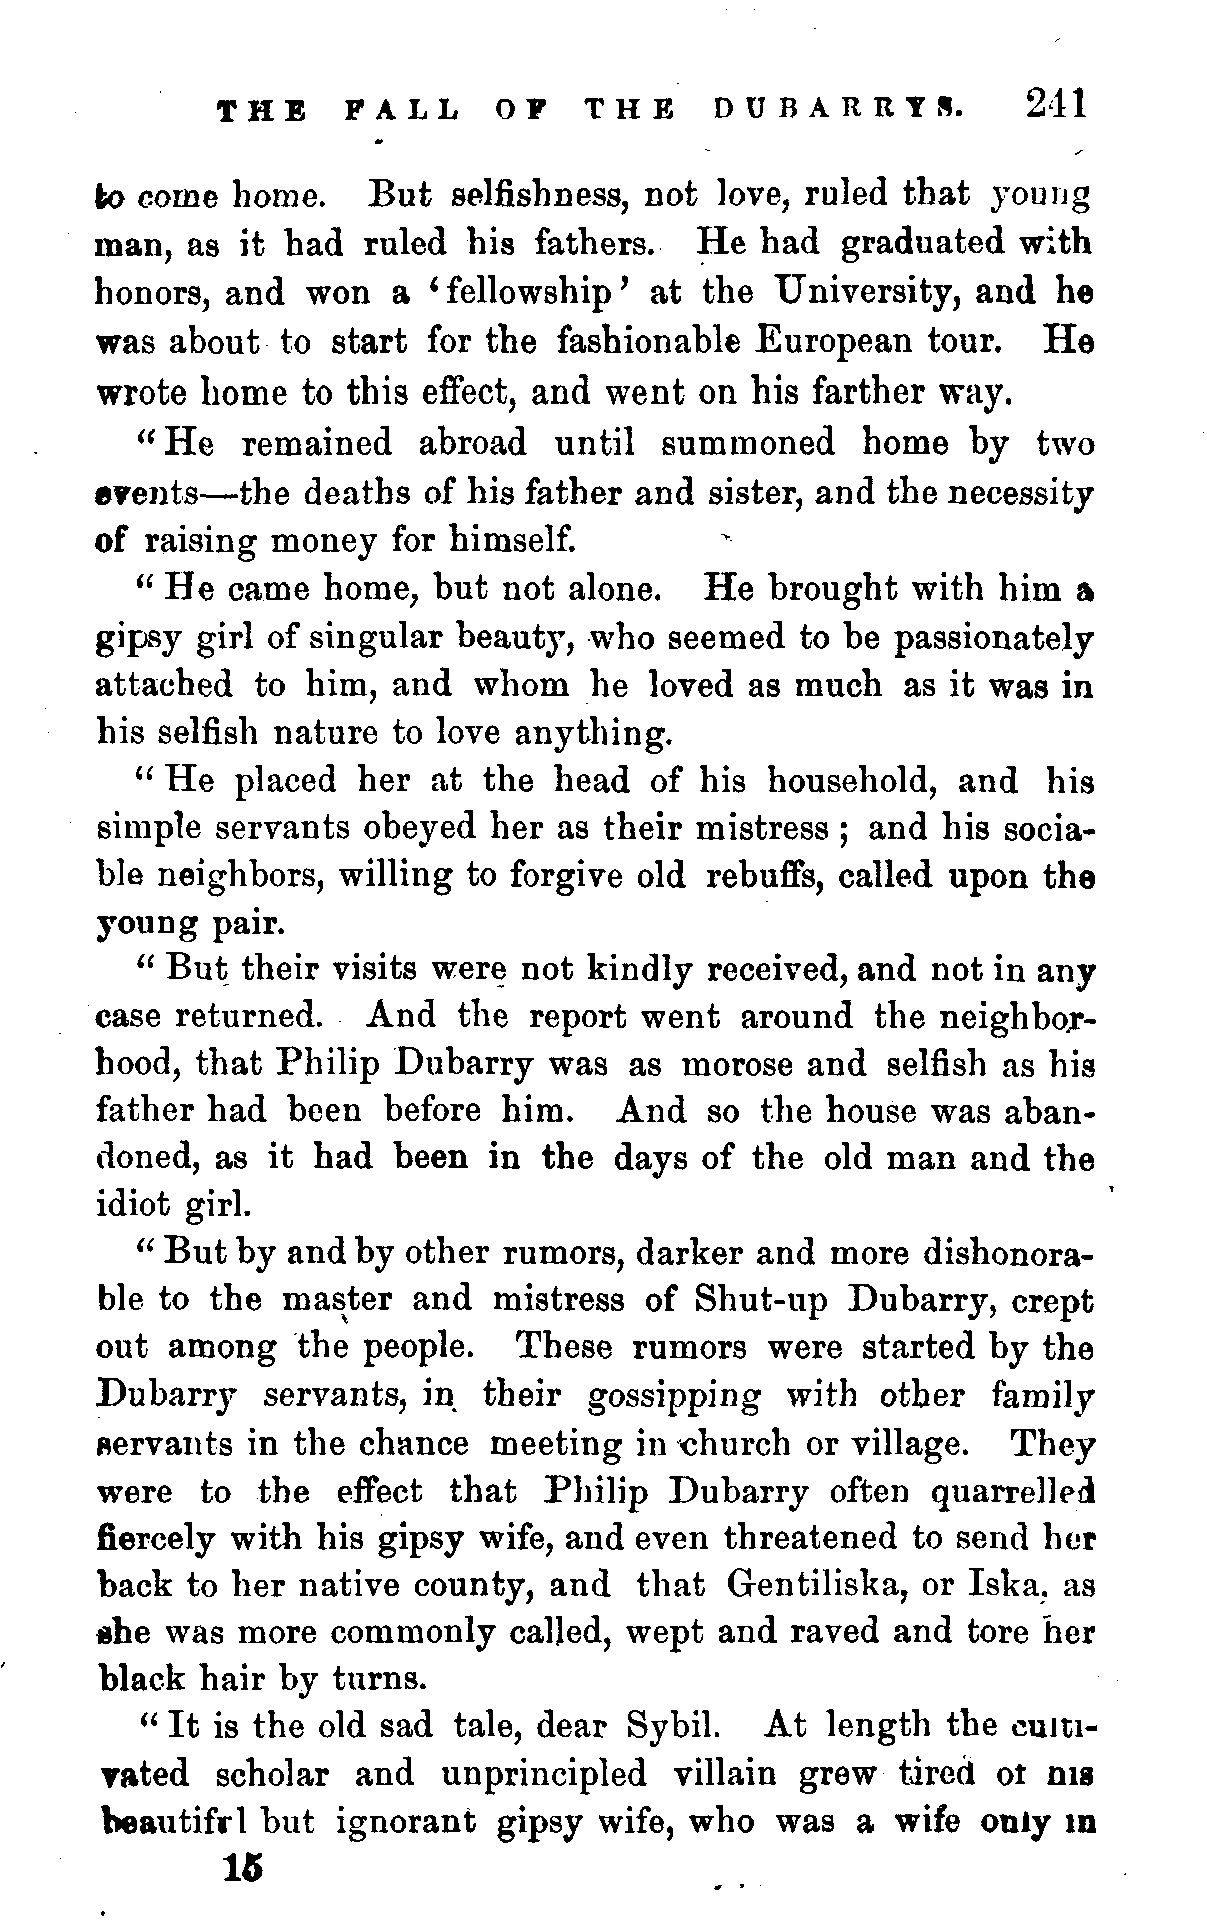 THE FALL OF THE DUBARRYS. 241
to come home. But selfishness, not love, ruled that young
man, as it had ruled his fathers. He had graduated with
honors, and won a ‘fellowship’ at the University, and he
was about to start for the fashionable European tour. He
wrote home to this effect, and went on his farther way.
“He remained abroad until summoned home by two
events—the deaths of his father and sister, and the necessity
of raising money for himself.
“He came home, but not alone. He brought with him a
gipsy girl of singular beauty, who seemed to be passionately
attached to him, and whom he loved as much as it was in
his selfish nature to love anything.
“He placed her at the head of his household, and his
simple servants obeyed her as their mistress; and his socia-
ble neighbors, willing to forgive old rebuffs, called upon the
young pair.
“But their visits were not kindly received, and not in any
case returned. And the report went around the neighbor-
hood, that Philip Dubarry was as morose and selfish as his
father had been before him. And so the house was aban-
doned, as it had been in the days of the old man and the
idiot girl.
“But by and by other rumors, darker and more dishonora-
ble to the master and mistress of Shut-up Dubarry, crept
out among the people. These rumors were started by the
Dubarry servants, in their gossipping with other family
servants in the chance meeting in church or village. They
were to the effect that Philip Dubarry often quarrelled
fiercely with his gipsy wife, and even threatened to send her
back to her native county, and that Gentiliska, or Iska, as
she was more commonly called, wept and raved and tore her
black hair by turns.
“It is the old sad tale, dear Sybil. At length the culti-
vated scholar and unprincipled villain grew tired of his
beautiful but ignorant gipsy wife, who was a wife only in
15